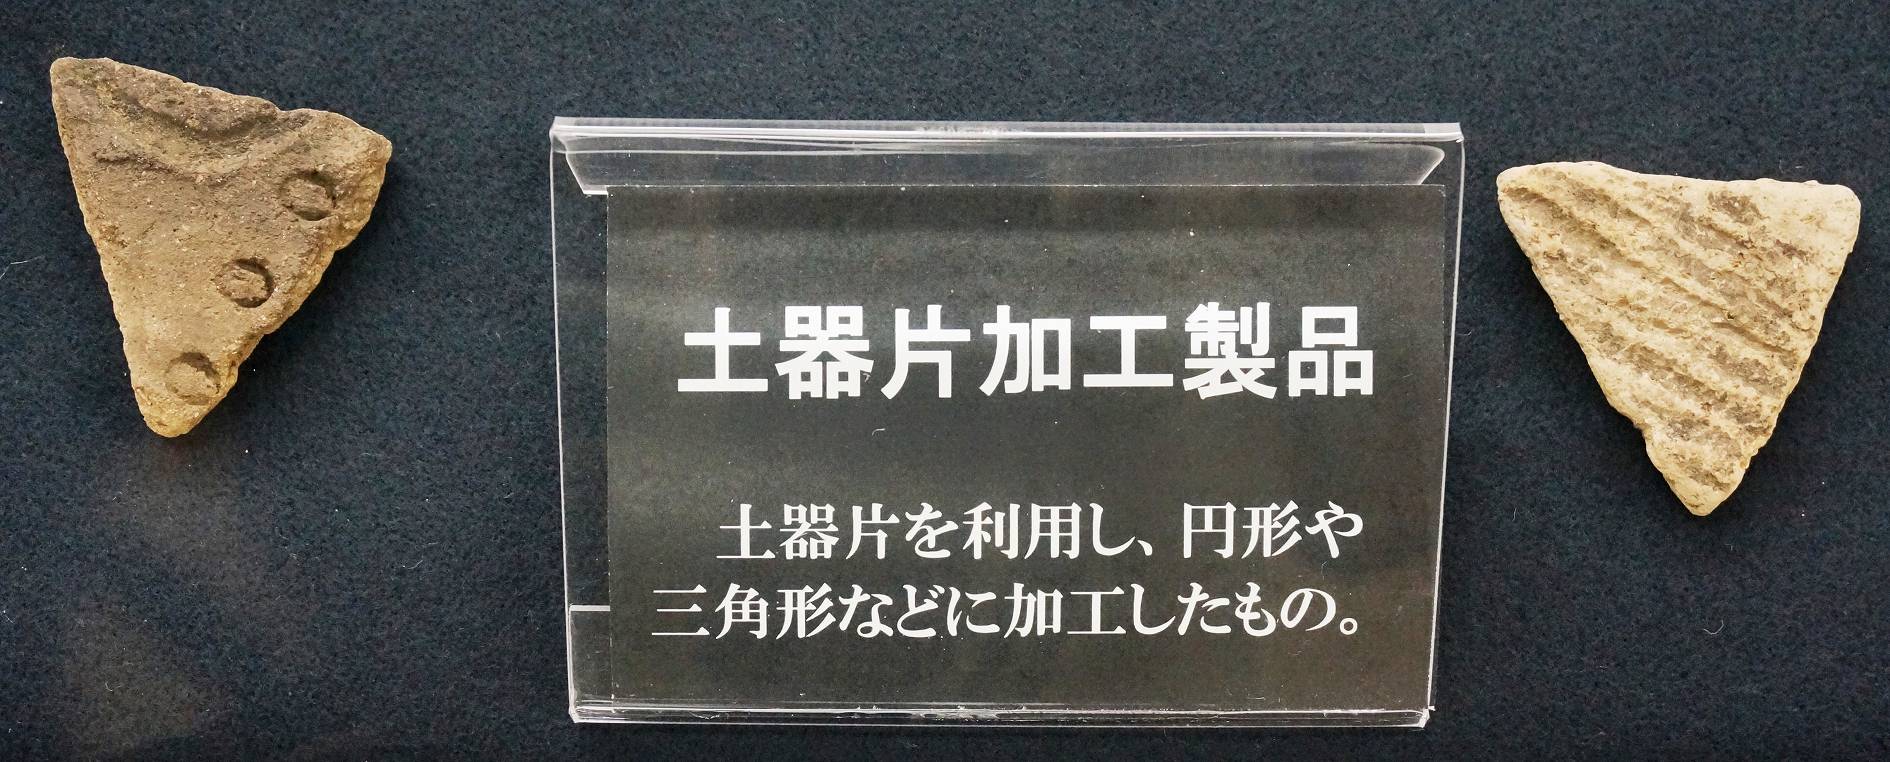 土器片加工製品
土器片を利用し、円形や
三角形などに加工したもの。